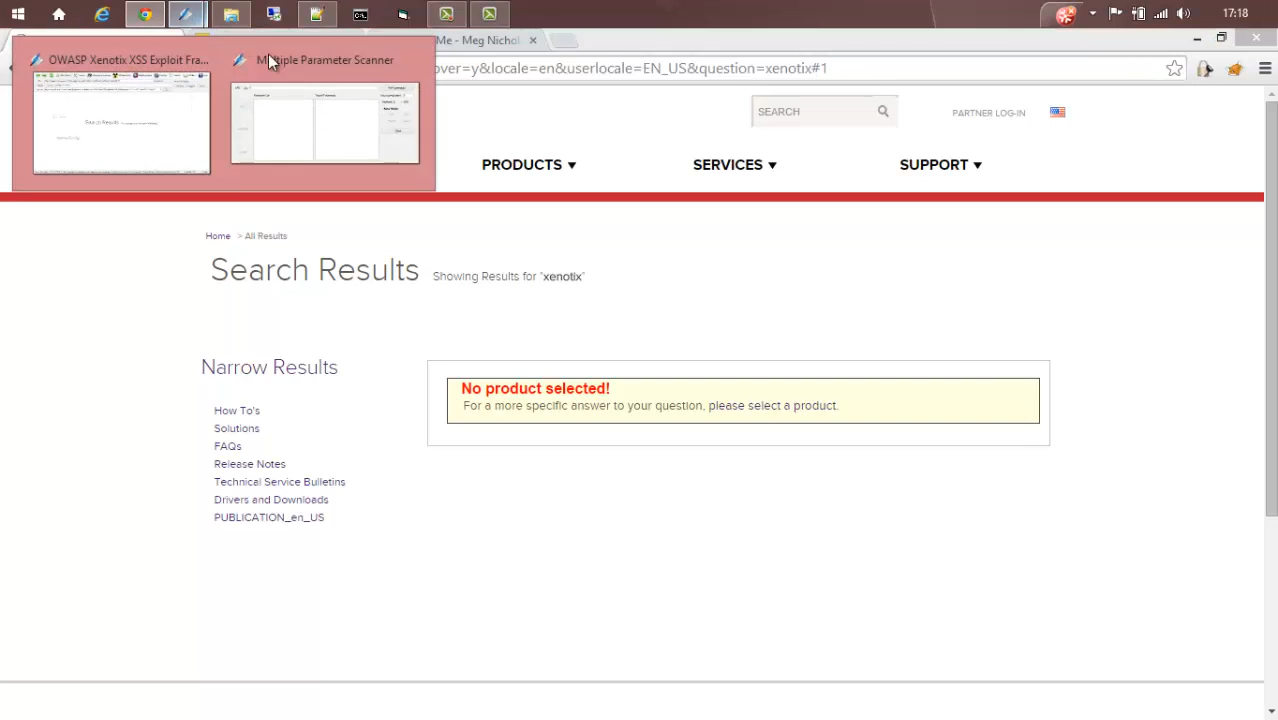 17:18
OWASP Xenotix XSS Exploit Fra...
Multiple Parameter Scanner
Me - Meg Nichol
over=y&locale=en&userlocale=EN_US&question=xenotix#1
SEARCH
PARTNER LOG-IN
PRODUCTS
SERVICES
SUPPORT
Home > All Results
Search Results
Showing Results for "xenotix"
Narrow Results
No product selected!
For a more specific answer to your question, please select a product.
How To's
Solutions
FAQs
Release Notes
Technical Service Bulletins
Drivers and Downloads
PUBLICATION_en_US